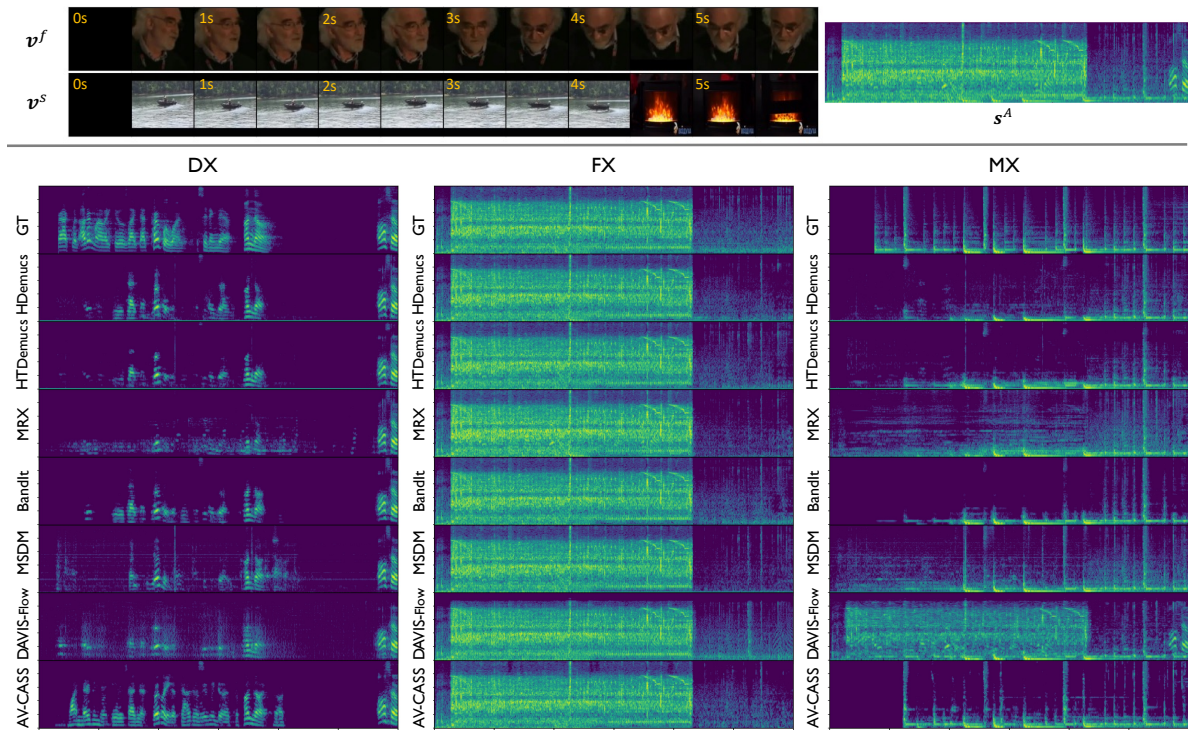 0s 1s 2s 3s 4s 5s
v^f
0s 1s 2s 3s 4s 5s
v^s
s^A
DX FX MX
GT GT GT
HDemucs HDemucs HDemucs
HTDemucs HTDemucs HTDemucs
MRX MRX MRX
BandIt BandIt BandIt
MSDM MSDM MSDM
DAVIS-Flow DAVIS-Flow DAVIS-Flow
AV-CASS AV-CASS AV-CASS